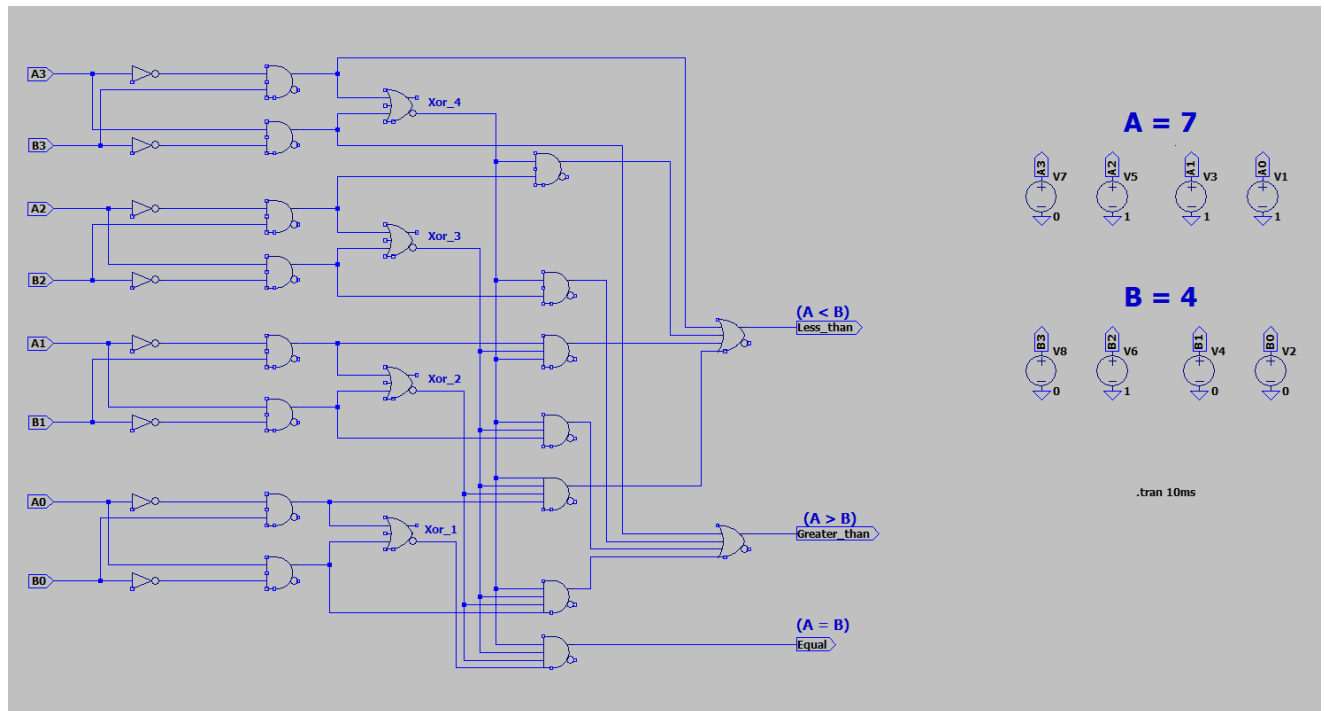 A3
B3
A2
B2
A1
B1
A0
B0
Xor_4
Xor_3
Xor_2
Xor_1
(A < B)
Less_than
(A > B)
Greater_than
(A = B)
Equal
A = 7
A3 V7 0
A2 V5 1
A1 V3 1
A0 V1 1
B = 4
B3 V8 0
B2 V6 1
B1 V4 0
B0 V2 0
.tran 10ms